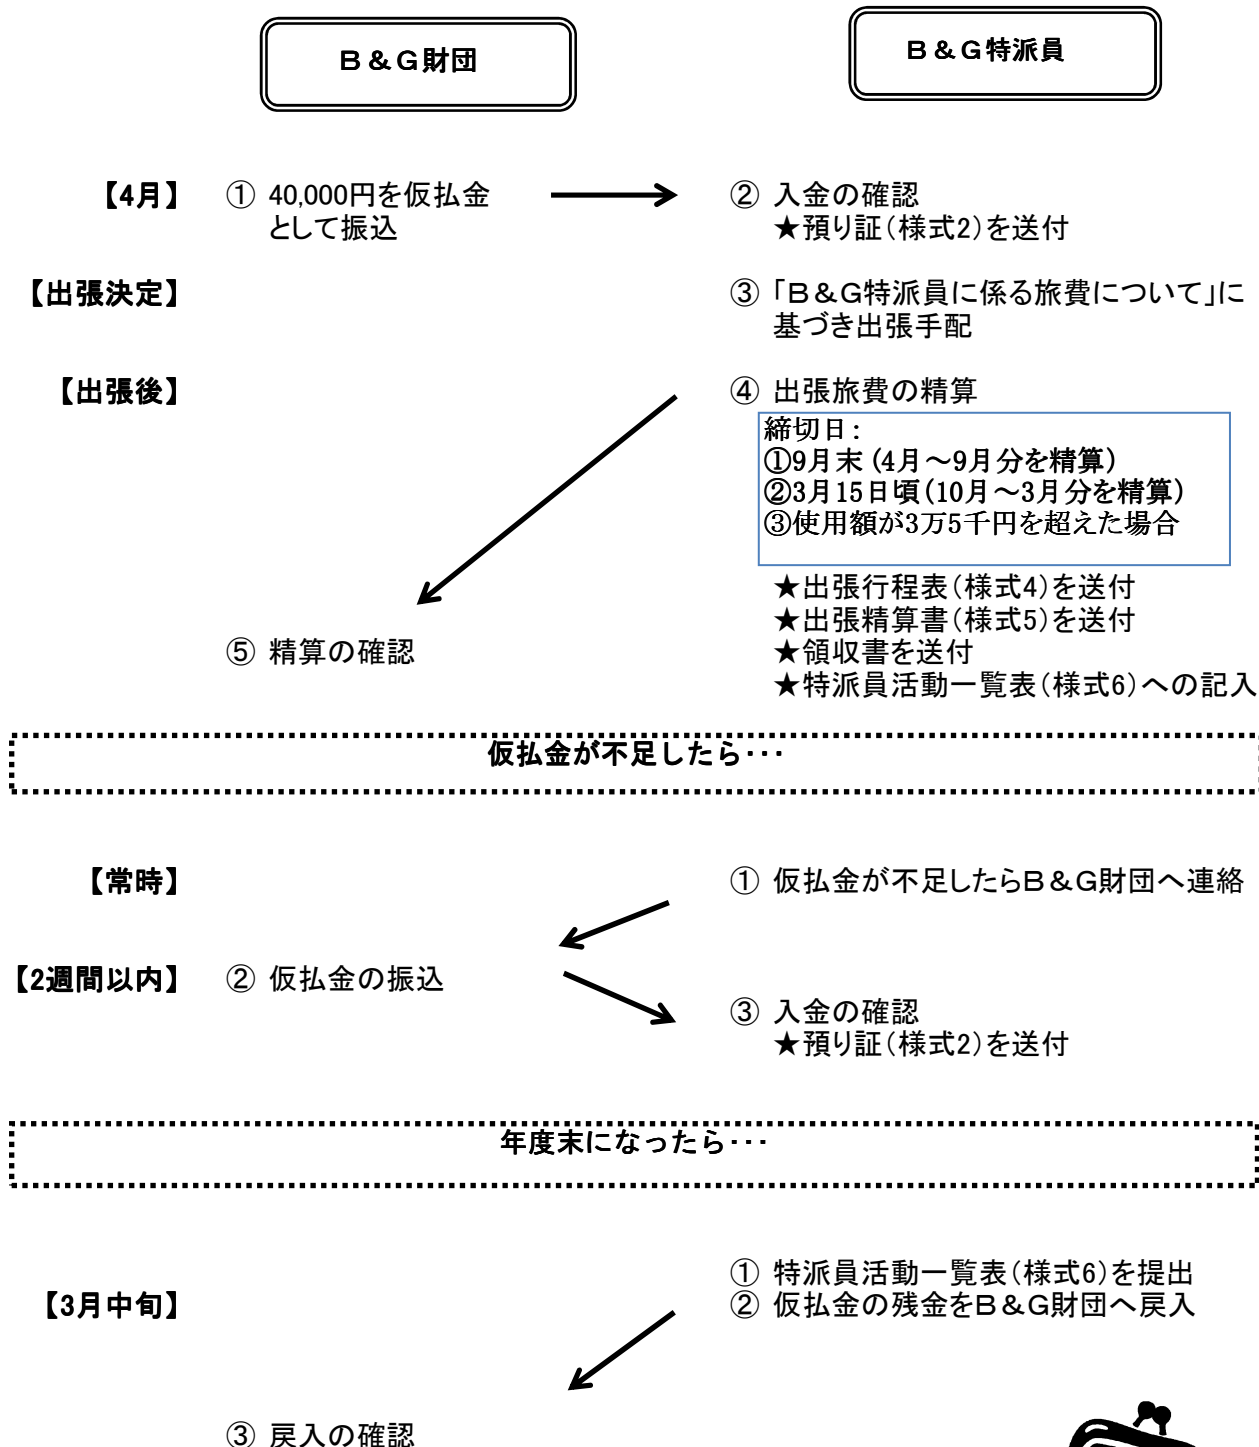 B&G財団
B&G特派員
【4月】 ① 40,000円を仮払金 ② 入金の確認
として振込 ★預り証(様式2)を送付
【出張決定】 ③ 「B&G特派員に係る旅費について」に
基づき出張手配
【出張後】 ④ 出張旅費の精算
締切日:
①9月末 (4月~9月分を精算)
②3月15日頃(10月~3月分を精算)
③使用額が3万5千円を超えた場合
★出張行程表(様式4)を送付
★出張精算書(様式5)を送付
⑤ 精算の確認 ★領収書を送付
★特派員活動一覧表(様式6)への記入
仮払金が不足したら・・・
【常時】 ① 仮払金が不足したらB&G財団へ連絡
【2週間以内】 ② 仮払金の振込
③ 入金の確認
★預り証(様式2)を送付
年度末になったら・・・
① 特派員活動一覧表(様式6)を提出
【3月中旬】 ② 仮払金の残金をB&G財団へ戻入
③ 戻入の確認